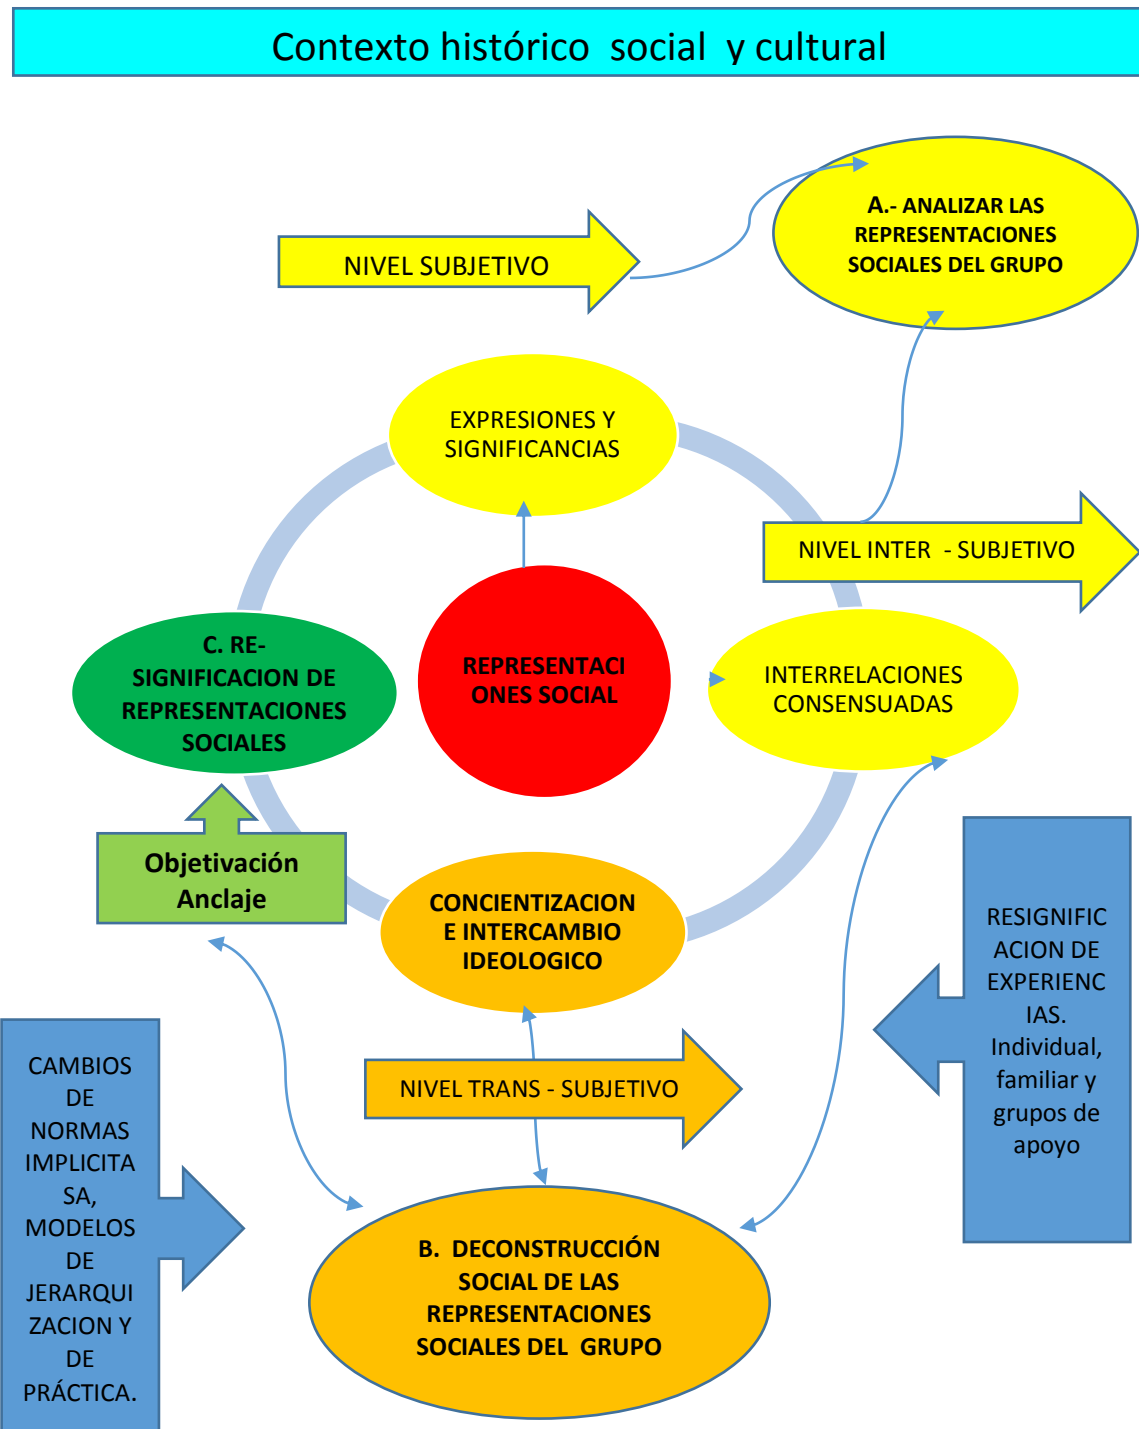 Contexto histórico  social  y cultural
A.- ANALIZAR LAS
REPRESENTACIONES
SOCIALES DEL GRUPO
NIVEL SUBJETIVO
EXPRESIONES Y
SIGNIFICANCIAS
NIVEL INTER  - SUBJETIVO
C. RE-
SIGNIFICACION DE
REPRESENTACIONES
SOCIALES
REPRESENTACI
ONES SOCIAL
INTERRELACIONES
CONSENSUADAS
Objetivación
Anclaje
CONCIENTIZACION
E INTERCAMBIO
IDEOLOGICO
RESIGNIFIC
ACION DE
EXPERIENC
IAS.
Individual,
familiar y
grupos de
apoyo
NIVEL TRANS - SUBJETIVO
CAMBIOS
DE
NORMAS
IMPLICITA
SA,
MODELOS
DE
JERARQUI
ZACION Y
DE
PRÁCTICA.
B.  DECONSTRUCCIÓN
SOCIAL DE LAS
REPRESENTACIONES
SOCIALES DEL  GRUPO